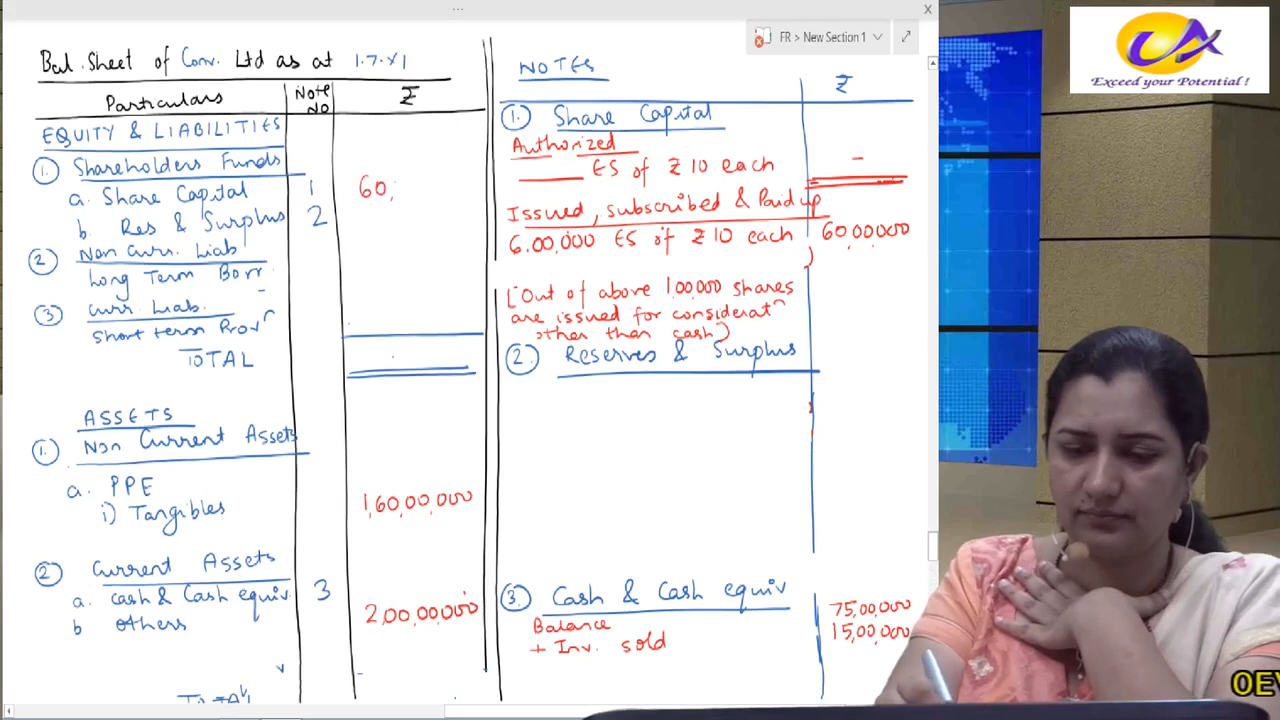 Bal. Sheet of Conv. Ltd as at 1.7.X1
Particulars Note No ₹
EQUITY & LIABILITIES
1. Shareholders Funds
a. Share Capital 1 60,
b. Res & Surplus 2
2 Non Curr. Liab
Long Term Borr.
3 Curr. Liab.
Short term Provⁿ
TOTAL
ASSETS
1. Non Current Assets
a. PPE
i) Tangibles 1,60,00,000
2 Current Assets
a. Cash & Cash equiv. 3
b Others 2,00,00,000
TOTAL
NOTES
₹
1. Share Capital
Authorized
ES of ₹ 10 each -
Issued, subscribed & Paid up
6,00,000 ES of ₹ 10 each 60,00,000
(Out of above 1,00,000 shares
are issued for consideratⁿ
other than cash)
2. Reserves & Surplus
3. Cash & Cash equiv
Balance 75,00,000
+ Inv. sold 15,00,000
FR > New Section 1
UX
Exceed your Potential !